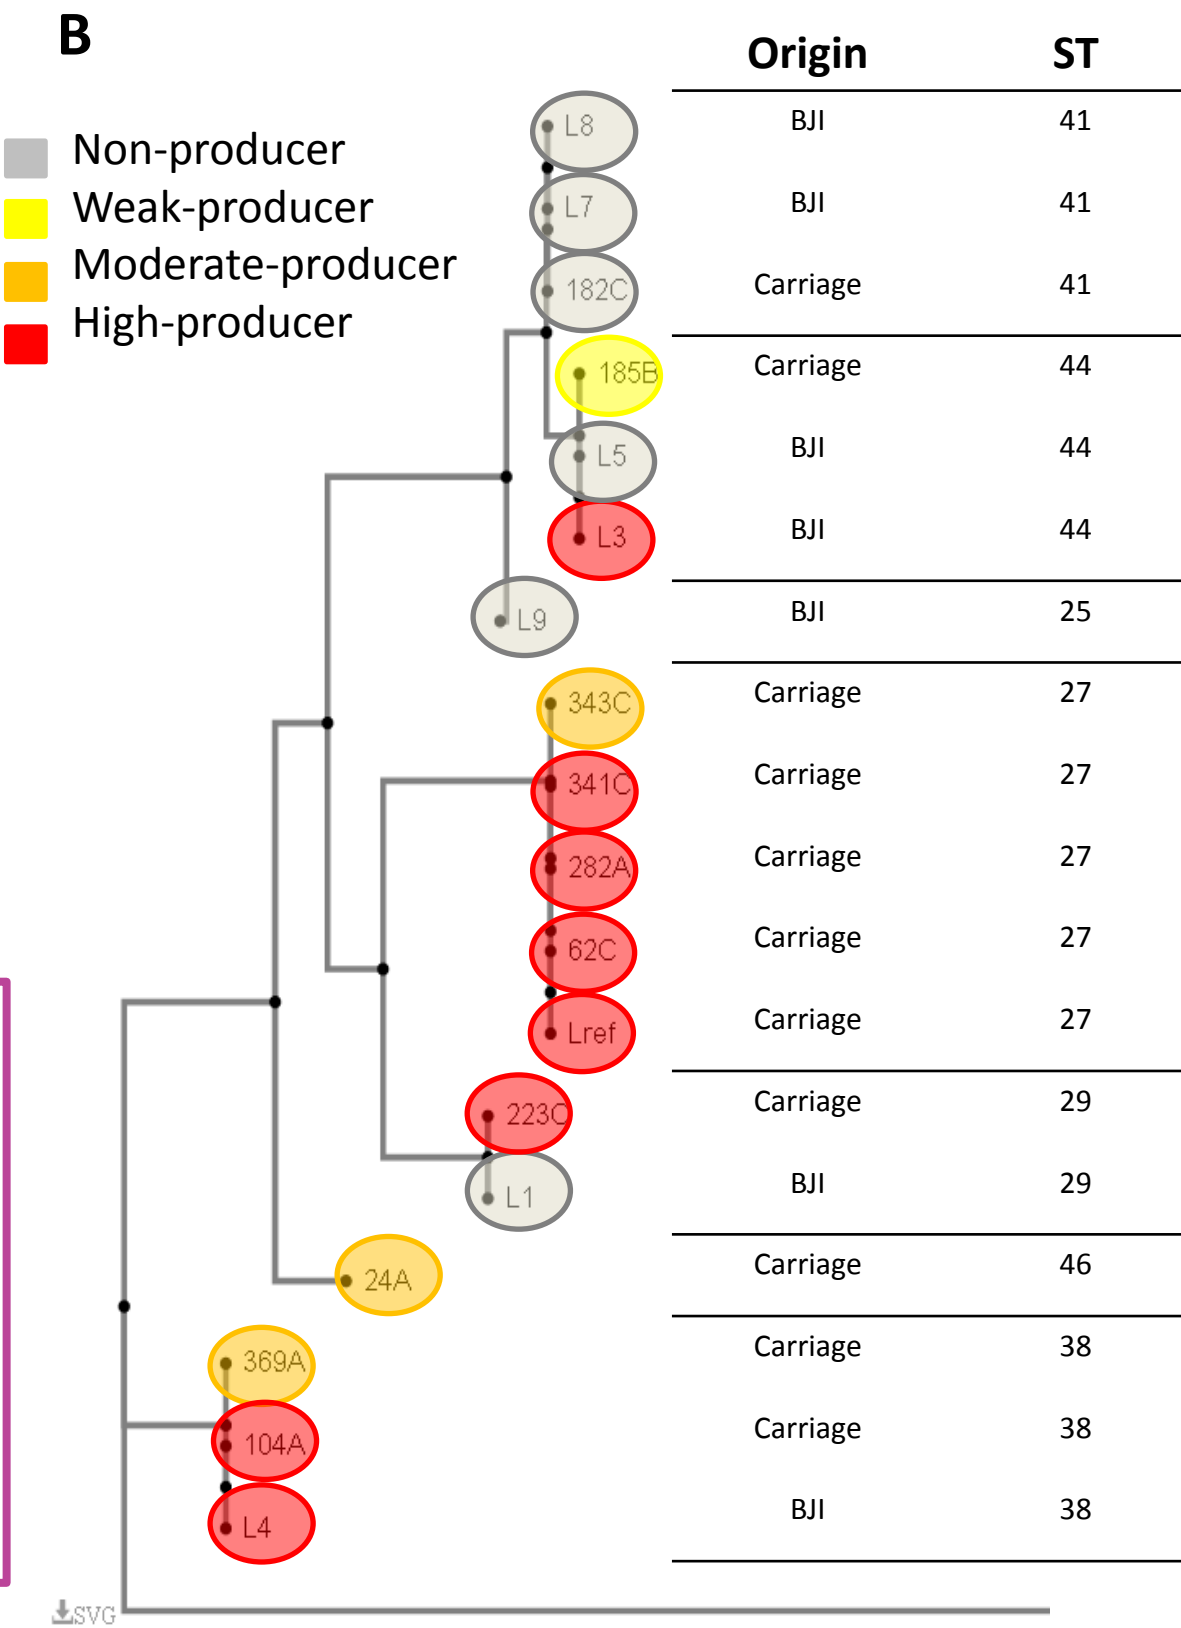 B
Origin ST
Non-producer
Weak-producer
Moderate-producer
High-producer
L8 BJI 41
L7 BJI 41
182C Carriage 41
185B Carriage 44
L5 BJI 44
L3 BJI 44
L9 BJI 25
343C Carriage 27
341C Carriage 27
282A Carriage 27
62C Carriage 27
Lref Carriage 27
223C Carriage 29
L1 BJI 29
24A Carriage 46
369A Carriage 38
104A Carriage 38
L4 BJI 38
SVG